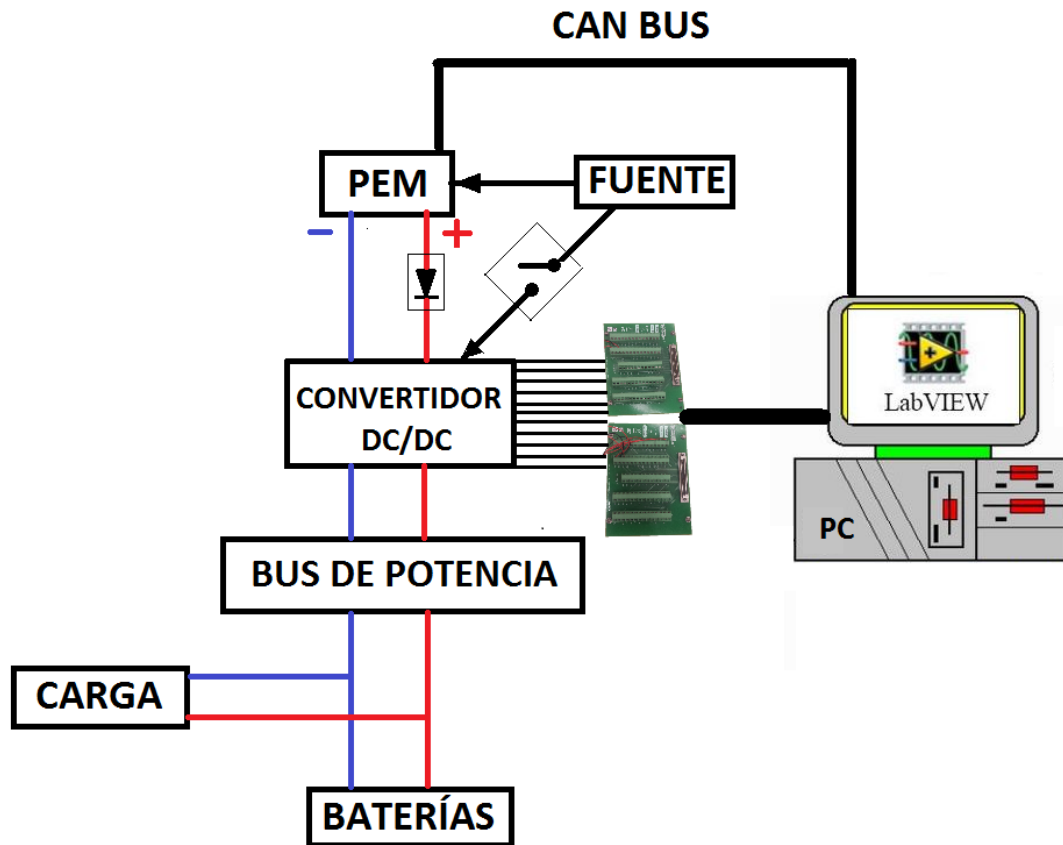 CAN BUS
PEM
FUENTE
− +
CONVERTIDOR
DC/DC
LabVIEW
PC
BUS DE POTENCIA
CARGA
BATERÍAS